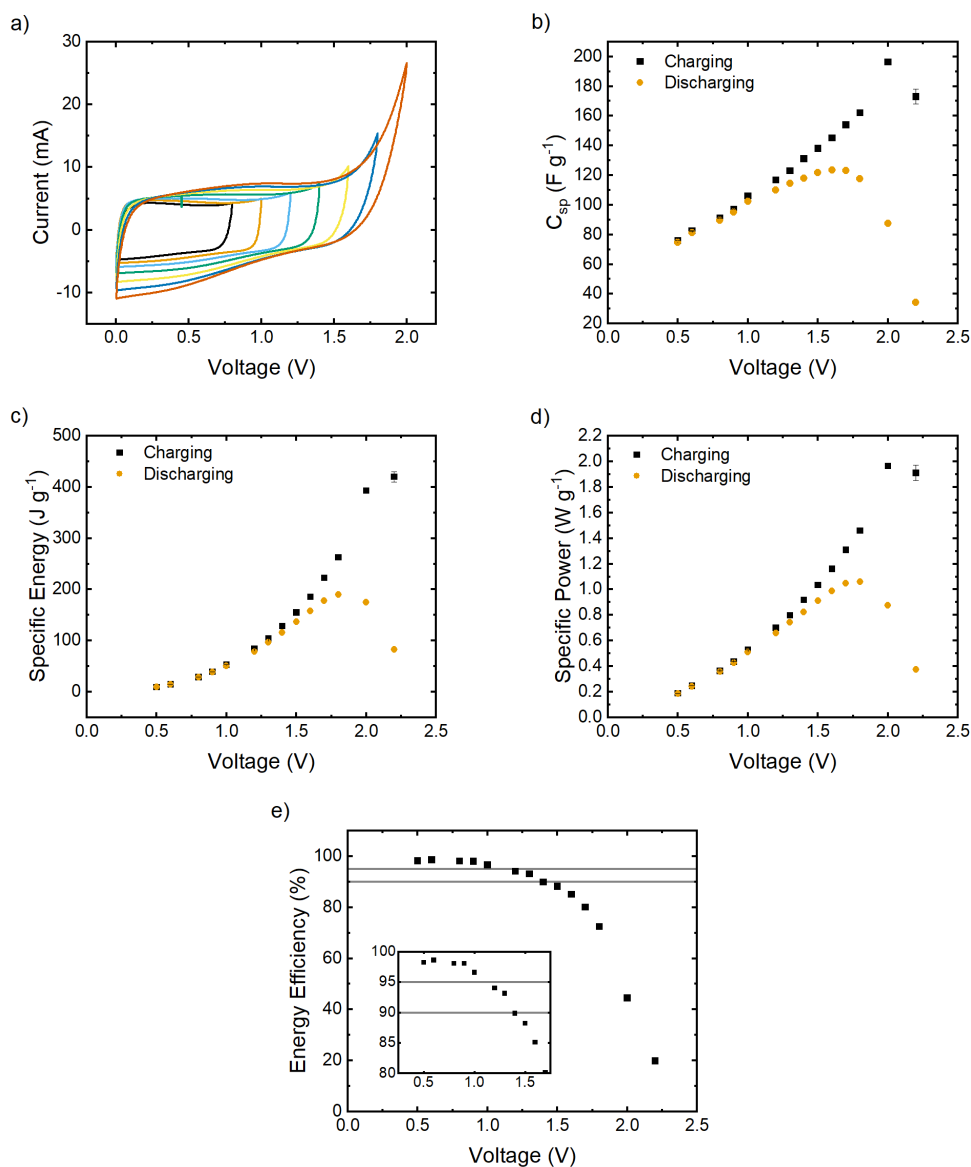 a)
30
20
10
0
-10
Current (mA)
0.0 0.5 1.0 1.5 2.0
Voltage (V)
b)
Charging
Discharging
200
180
160
140
120
100
80
60
40
20
C_sp (F g⁻¹)
0.0 0.5 1.0 1.5 2.0 2.5
Voltage (V)
c)
Charging
Discharging
500
400
300
200
100
0
Specific Energy (J g⁻¹)
0.0 0.5 1.0 1.5 2.0 2.5
Voltage (V)
d)
Charging
Discharging
2.2
2.0
1.8
1.6
1.4
1.2
1.0
0.8
0.6
0.4
0.2
0.0
Specific Power (W g⁻¹)
0.0 0.5 1.0 1.5 2.0 2.5
Voltage (V)
e)
100
80
60
40
20
0
Energy Efficiency (%)
100
95
90
85
80
0.5 1.0 1.5
0.0 0.5 1.0 1.5 2.0 2.5
Voltage (V)